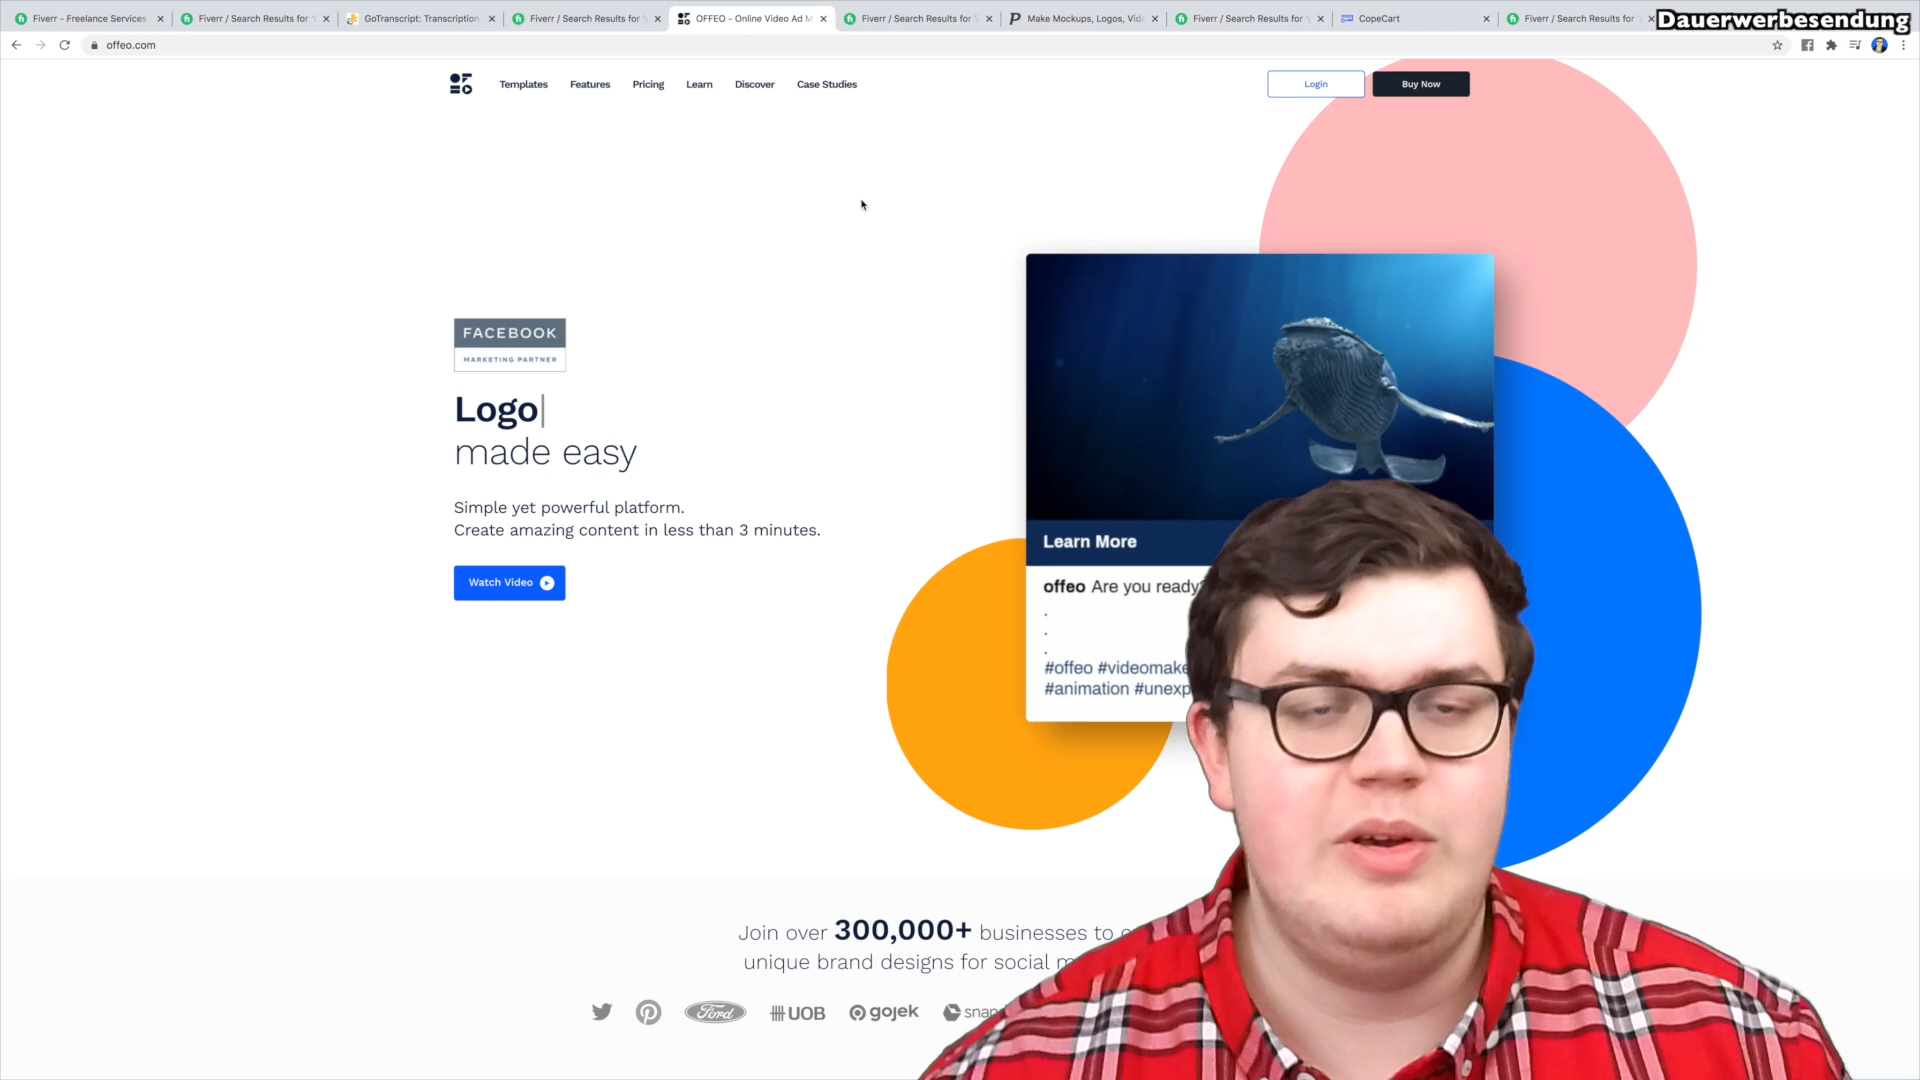 Fiverr - Freelance Services
Fiverr / Search Results for
GoTranscript: Transcription
Fiverr / Search Results for
OFFEO - Online Video Ad M
Fiverr / Search Results for
Make Mockups, Logos, Vid
Fiverr / Search Results for
CopeCart
Fiverr / Search Results for
Dauerwerbesendung
offeo.com
Templates
Features
Pricing
Learn
Discover
Case Studies
Login
Buy Now
FACEBOOK
MARKETING PARTNER
Logo
made easy
Simple yet powerful platform.
Create amazing content in less than 3 minutes.
Watch Video
Learn More
offeo Are you ready?
.
.
.
#offeo #videomake
#animation #unexp
Join over 300,000+ businesses to
unique brand designs for social m
Ford
UOB
gojek
snap